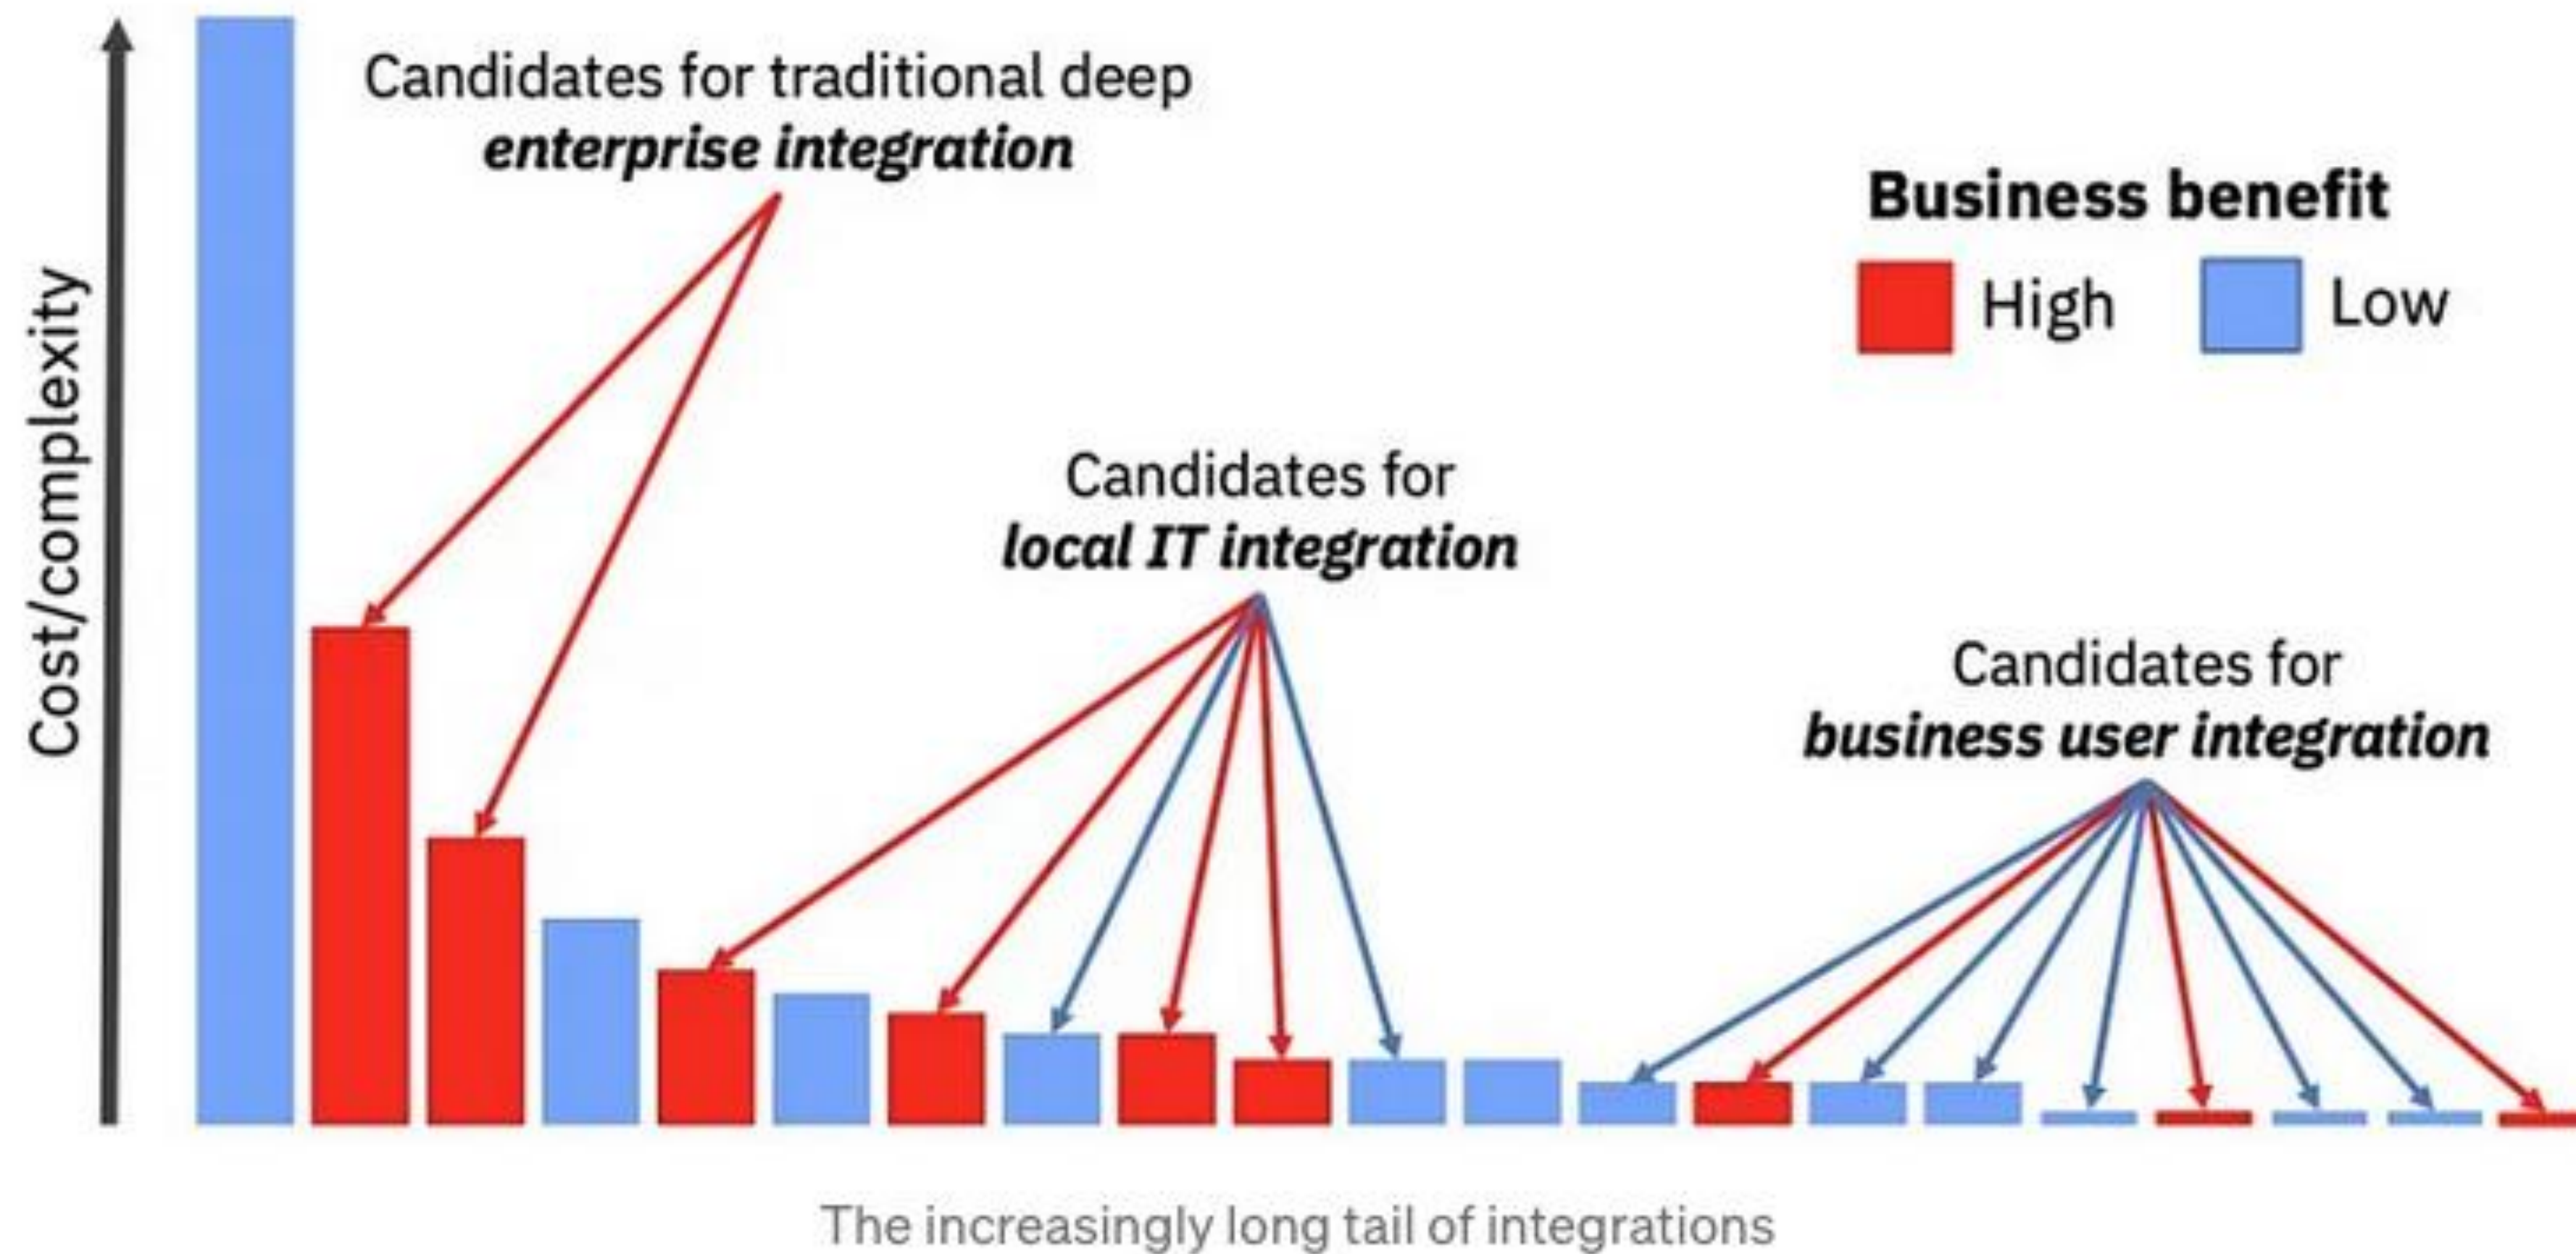 Candidates for traditional deep
enterprise integration
Business benefit
High
Low
Cost/complexity
Candidates for
local IT integration
Candidates for
business user integration
The increasingly long tail of integrations